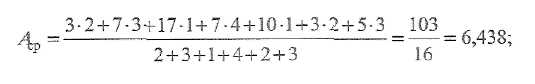 A_ср = (3·2+7·3+17·1+7·4+10·1+3·2+5·3)/(2+3+1+4+2+3) = 103/16 = 6,438;